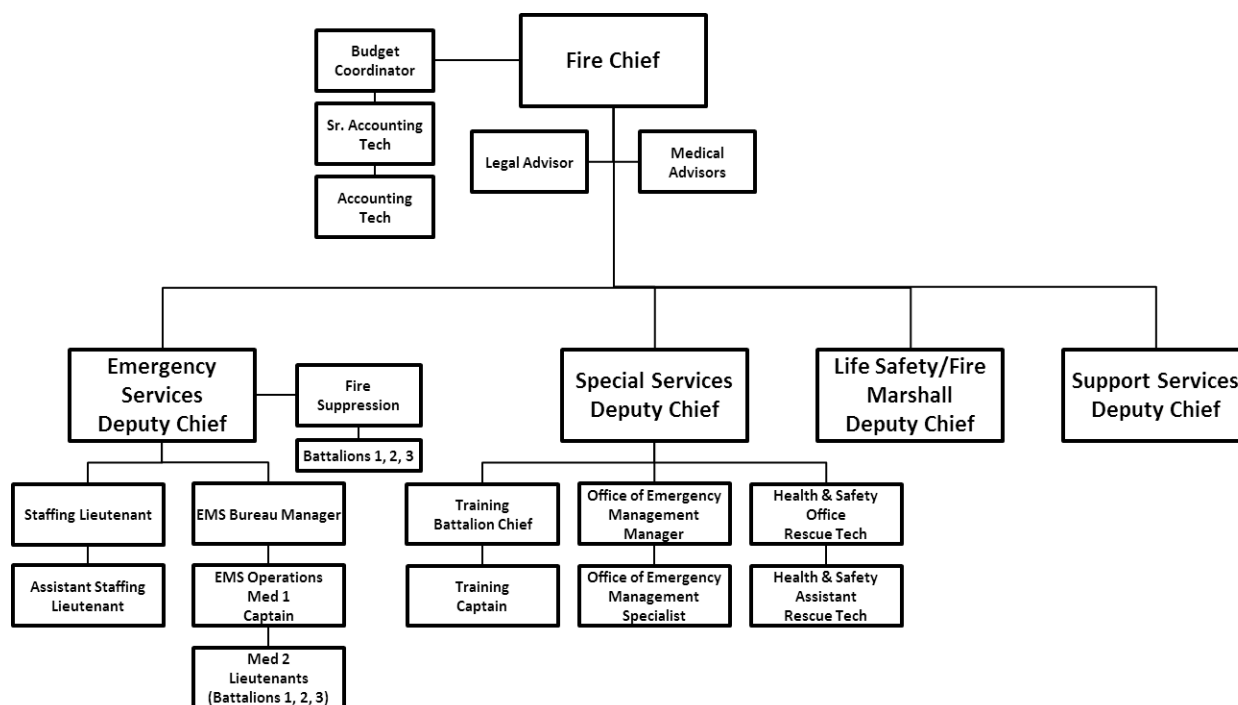 Budget
Coordinator
Fire Chief
Sr. Accounting
Tech
Legal Advisor
Medical
Advisors
Accounting
Tech
Emergency
Services
Deputy Chief
Fire
Suppression
Battalions 1, 2, 3
Special Services
Deputy Chief
Life Safety/Fire
Marshall
Deputy Chief
Support Services
Deputy Chief
Staffing Lieutenant
EMS Bureau Manager
Training
Battalion Chief
Office of Emergency
Management
Manager
Health & Safety
Office
Rescue Tech
Assistant Staffing
Lieutenant
EMS Operations
Med 1
Captain
Training
Captain
Office of Emergency
Management
Specialist
Health & Safety
Assistant
Rescue Tech
Med 2
Lieutenants
(Battalions 1, 2, 3)